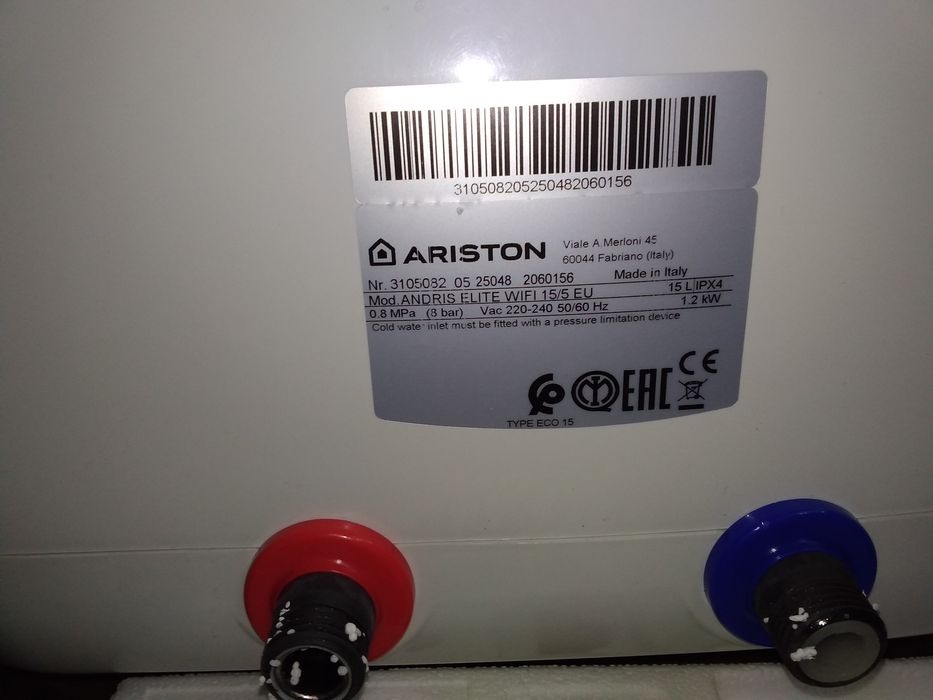 310508205250482060156
ARISTON Viale A.Merloni 45
60044 Fabriano (Italy)
Nr. 3105082 05 25048 2060156 Made in Italy
Mod.ANDRIS ELITE WIFI 15/5 EU 15 L IPX4
0.8 MPa (8 bar) Vac 220-240 50/60 Hz 1.2 kW
Cold water inlet must be fitted with a pressure limitation device
CE
EAC
TYPE ECO 15